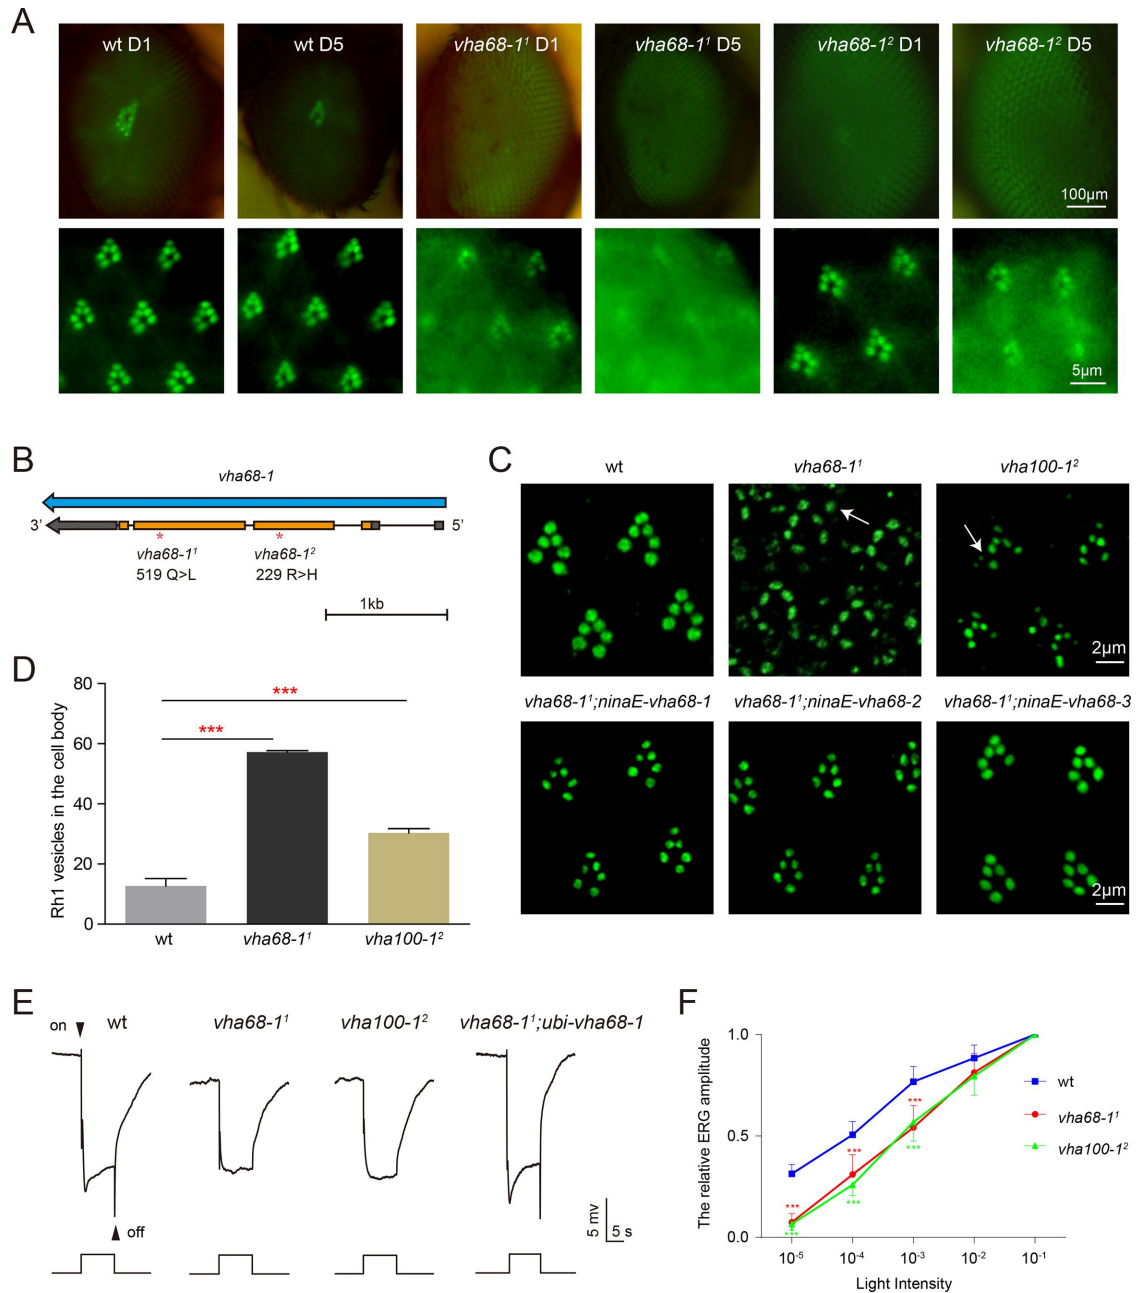 A
wt D1
wt D5
vha68-1¹ D1
vha68-1¹ D5
vha68-1² D1
vha68-1² D5
100μm
5μm
B
vha68-1
3’
5’
*
*
vha68-1¹
vha68-1²
519 Q>L
229 R>H
1kb
C
wt
vha68-1¹
vha100-1²
2μm
vha68-1¹;ninaE-vha68-1
vha68-1¹;ninaE-vha68-2
vha68-1¹;ninaE-vha68-3
2μm
D
Rh1 vesicles in the cell body
80
60
40
20
0
***
***
wt
vha68-1¹
vha100-1²
E
on
wt
vha68-1¹
vha100-1²
vha68-1¹;ubi-vha68-1
off
5 mv
5 s
F
The relative ERG amplitude
1.0
0.5
0.0
***
***
***
***
***
***
wt
vha68-1¹
vha100-1²
10⁻⁵
10⁻⁴
10⁻³
10⁻²
10⁻¹
Light Intensity